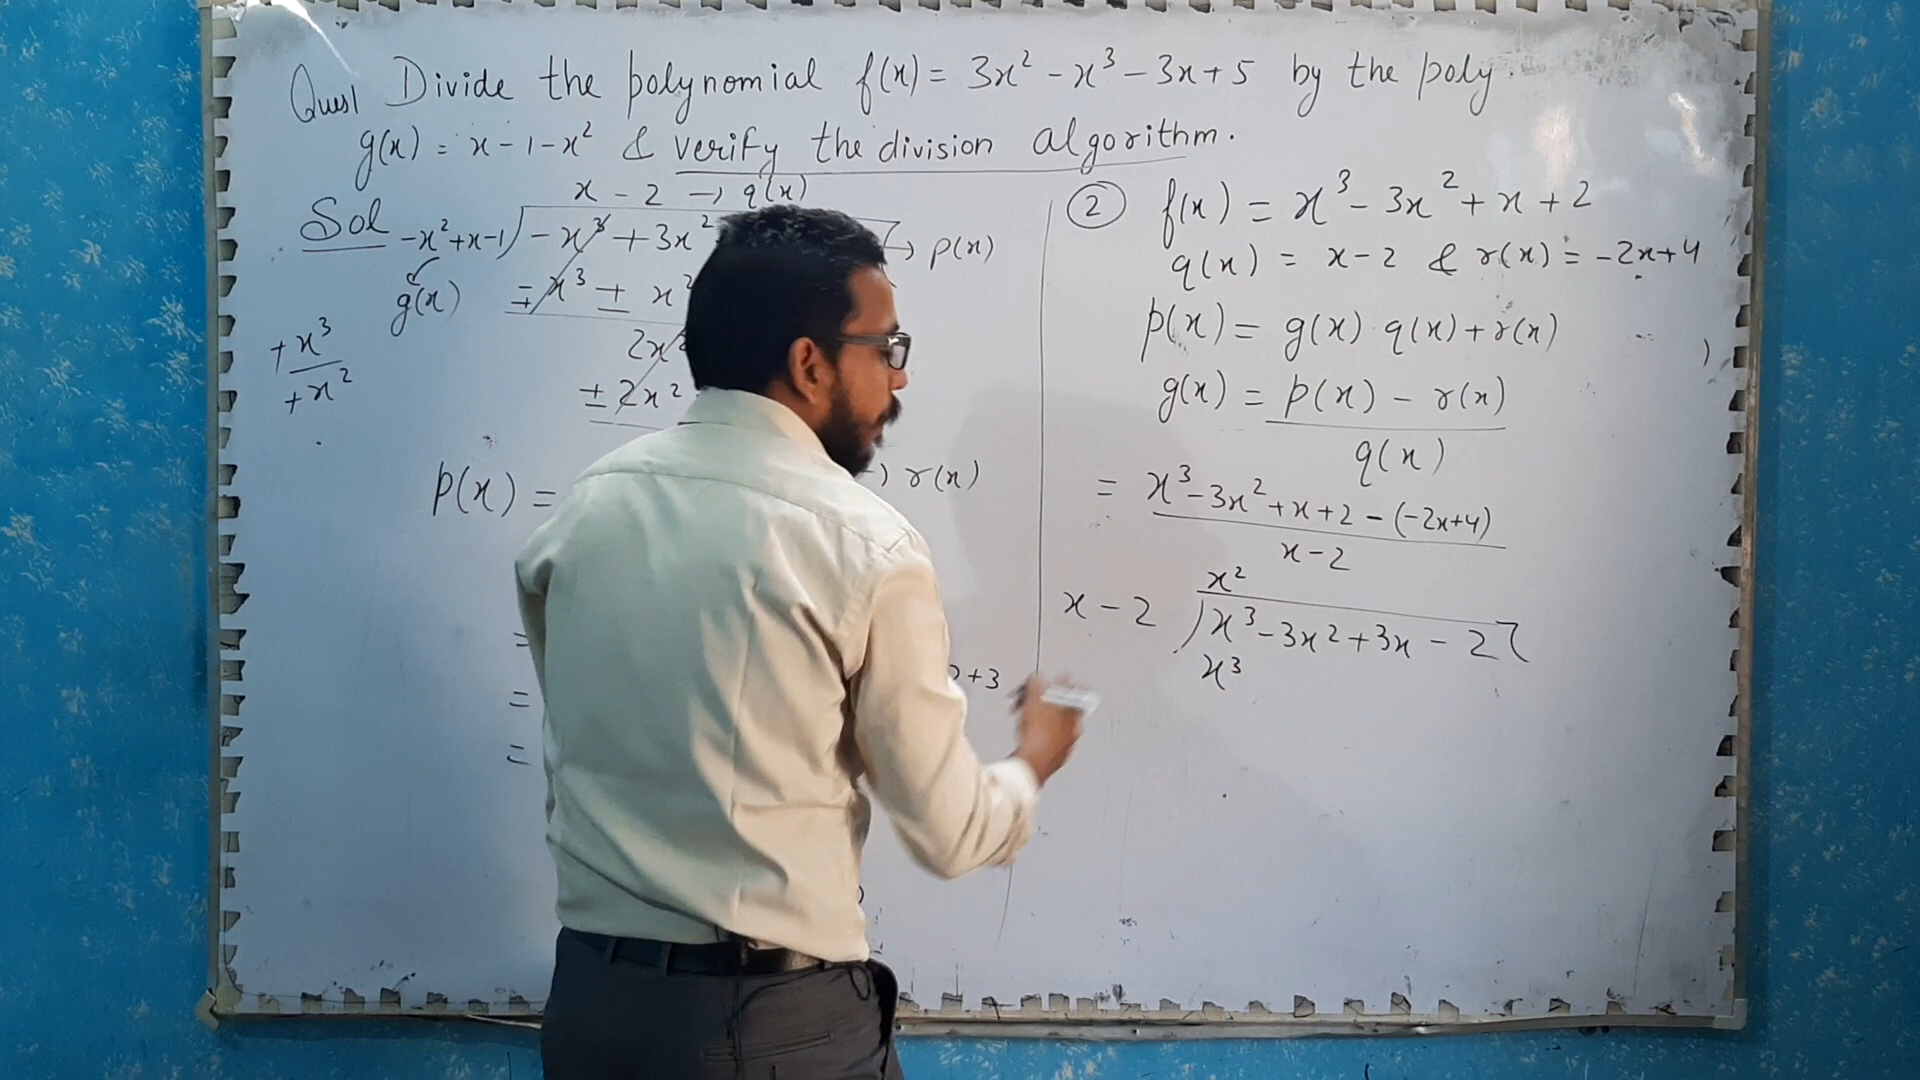 Ques1 Divide the polynomial f(x) = 3x² - x³ - 3x + 5 by the poly.
g(x) = x - 1 - x² & verify the division algorithm.
Sol
x - 2 → q(x)
-x²+x-1) -x³ + 3x²
→ p(x)
g(x)
∓x³ ± x²
+x³
+x²
2x²
± 2x²
→ r(x)
p(x) =
=
+3
=
=
② f(x) = x³ - 3x² + x + 2
q(x) = x-2 & r(x) = -2x+4
p(x) = g(x) q(x) + r(x)
g(x) = p(x) - r(x)
q(x)
= x³-3x²+x+2-(-2x+4)
x-2
x²
x - 2 ) x³-3x²+3x-2
x³